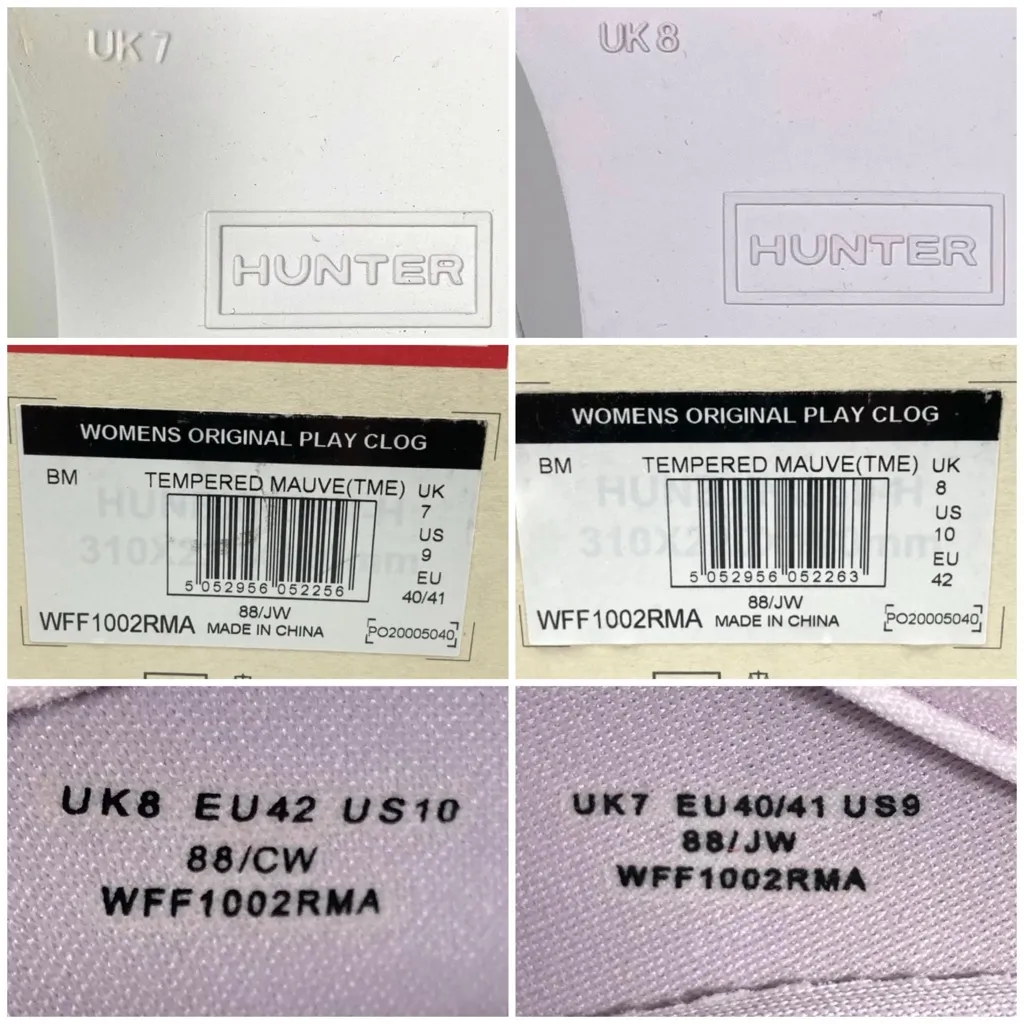 UK 7
HUNTER
UK 8
HUNTER
WOMENS ORIGINAL PLAY CLOG
BM
TEMPERED MAUVE(TME)
UK
7
US
9
EU
40/41
5 052956 052256
88/JW
WFF1002RMA
MADE IN CHINA
PO20005040
WOMENS ORIGINAL PLAY CLOG
BM
TEMPERED MAUVE(TME)
UK
8
US
10
EU
42
5 052956 052263
88/JW
WFF1002RMA
MADE IN CHINA
PO20005040
UK8 EU42 US10
88/CW
WFF1002RMA
UK7 EU40/41 US9
88/JW
WFF1002RMA